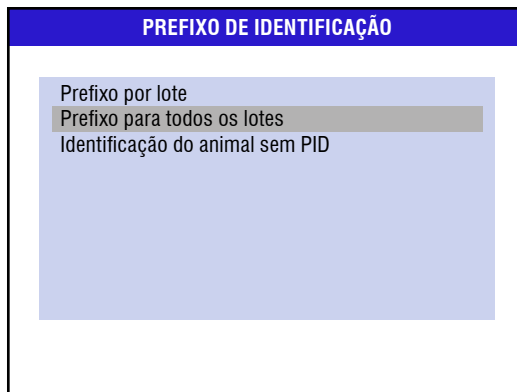 PREFIXO DE IDENTIFICAÇÃO
Prefixo por lote
Prefixo para todos os lotes
Identificação do animal sem PID